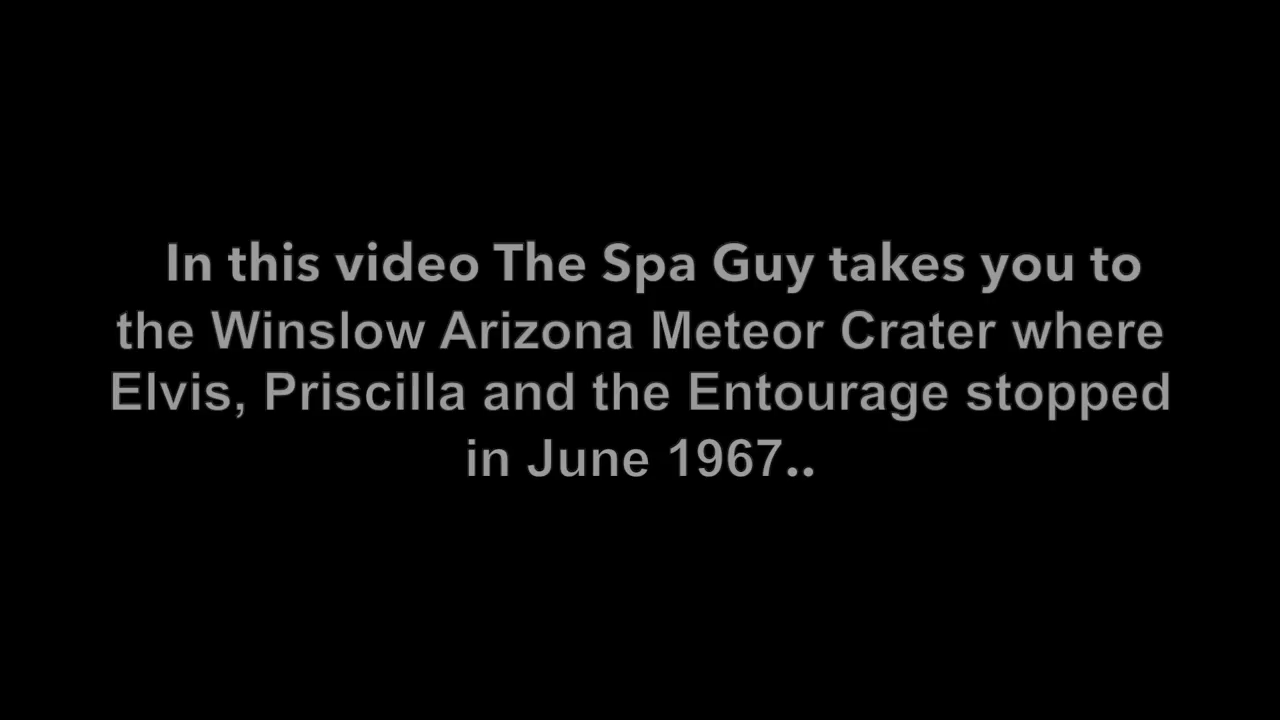 In this video The Spa Guy takes you to
the Winslow Arizona Meteor Crater where
Elvis, Priscilla and the Entourage stopped
in June 1967..